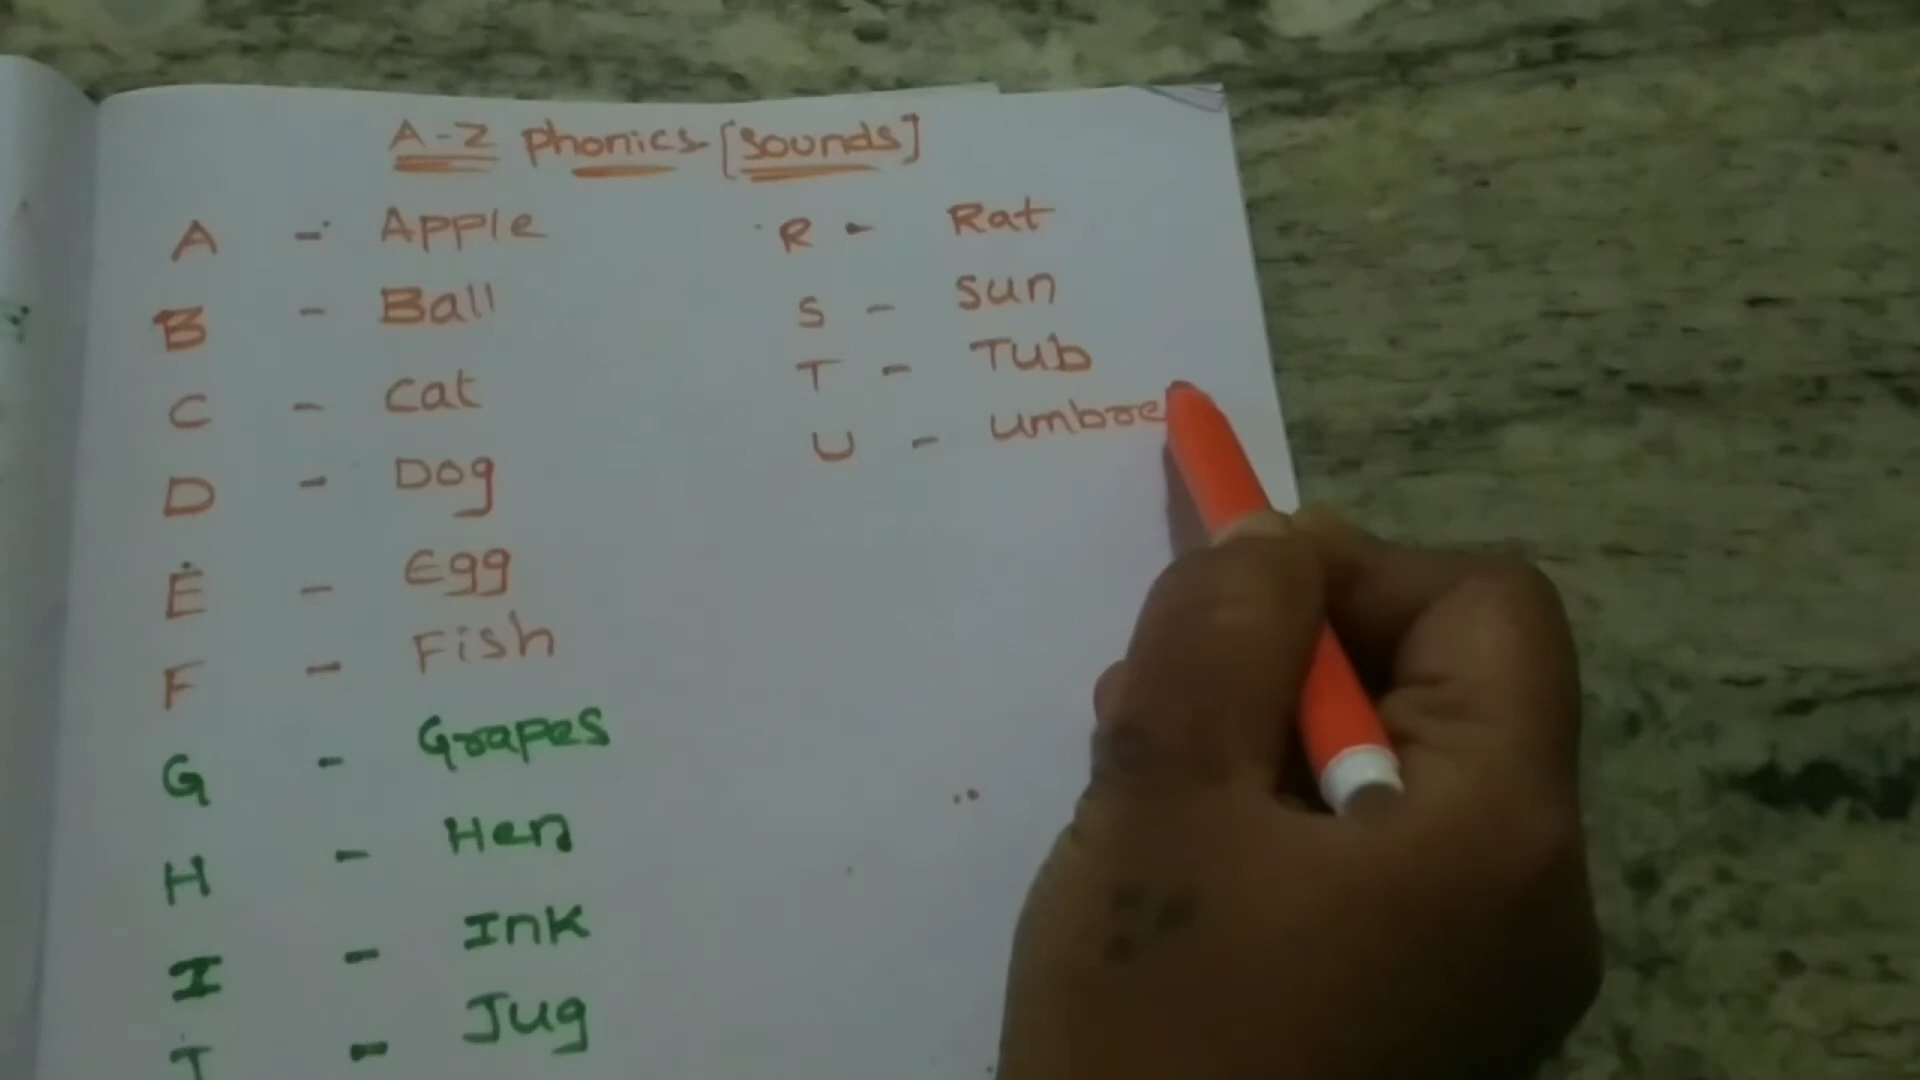 A-Z Phonics [Sounds]
A - Apple
B - Ball
C - Cat
D - Dog
E - Egg
F - Fish
G - Grapes
H - Hen
I - Ink
J - Jug
R - Rat
S - Sun
T - Tub
U - Umbre